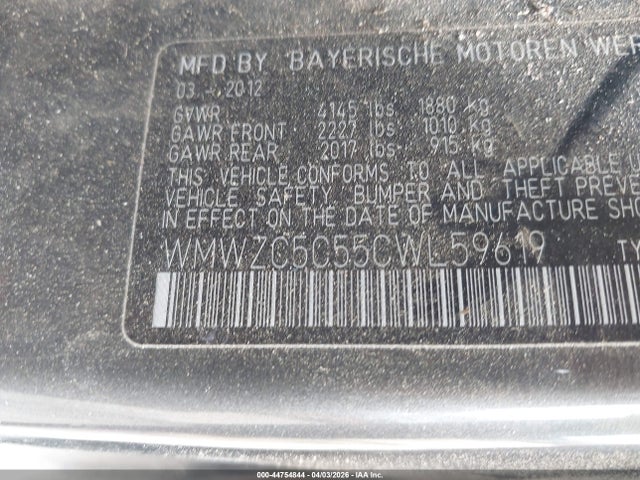 MFD BY BAYERISCHE MOTOREN WER
03 - 2012
GVWR 4145 lbs 1880 kg
GAWR FRONT 2227 lbs 1010 kg
GAWR REAR 2017 lbs 915 kg
THIS VEHICLE CONFORMS TO ALL APPLICABLE
VEHICLE SAFETY, BUMPER AND THEFT PREVE
IN EFFECT ON THE DATE OF MANUFACTURE SHO
WMWZC5C55CWL59619 TY
000-44754844 | 04/03/2026 - © IAA, Inc.